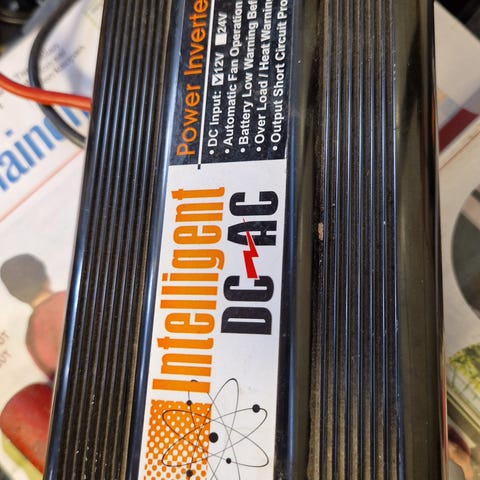 Intelligent
DC AC
Power Inverte
• DC Input: ☑12V ☐24V
• Automatic Fan Operation
• Battery Low Warning Bef
• Over Load / Heat Warnin
• Output Short Circuit Pro